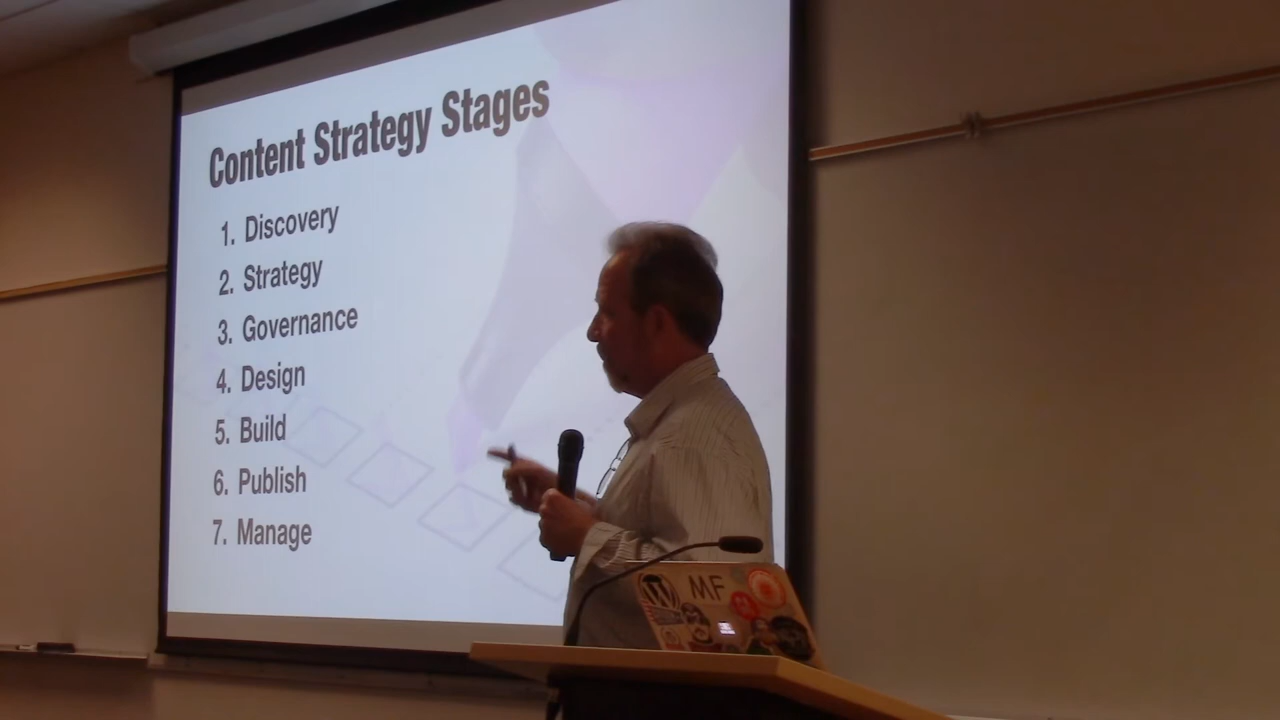 Content Strategy Stages
1. Discovery
2. Strategy
3. Governance
4. Design
5. Build
6. Publish
7. Manage
MF